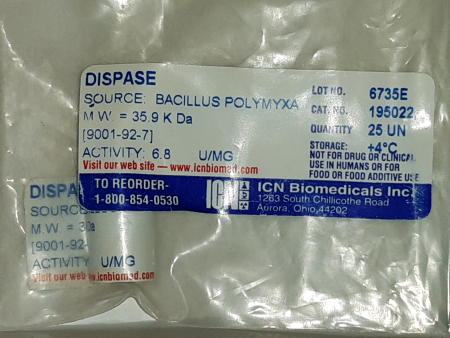 DISPASE
SOURCE: BACILLUS POLYMYXA
M.W. = 35.9 K Da
[9001-92-7]
ACTIVITY: 6.8 U/MG
Visit our web site — www.icnbiomed.com
LOT NO. 6735E
CAT. NO. 195022
QUANTITY 25 UN
STORAGE: +4°C
NOT FOR DRUG OR CLINICAL
USE IN HUMANS OR FOR
FOOD OR FOOD ADDITIVE USE
TO REORDER-
1-800-854-0530
ICN
ICN Biomedicals Inc.
1263 South Chillicothe Road
Aurora, Ohio 44202
DISPA
SOURC
M.W. =
[9001-92-
ACTIVITY U/MG
Visit our web www.icnbiomed.com